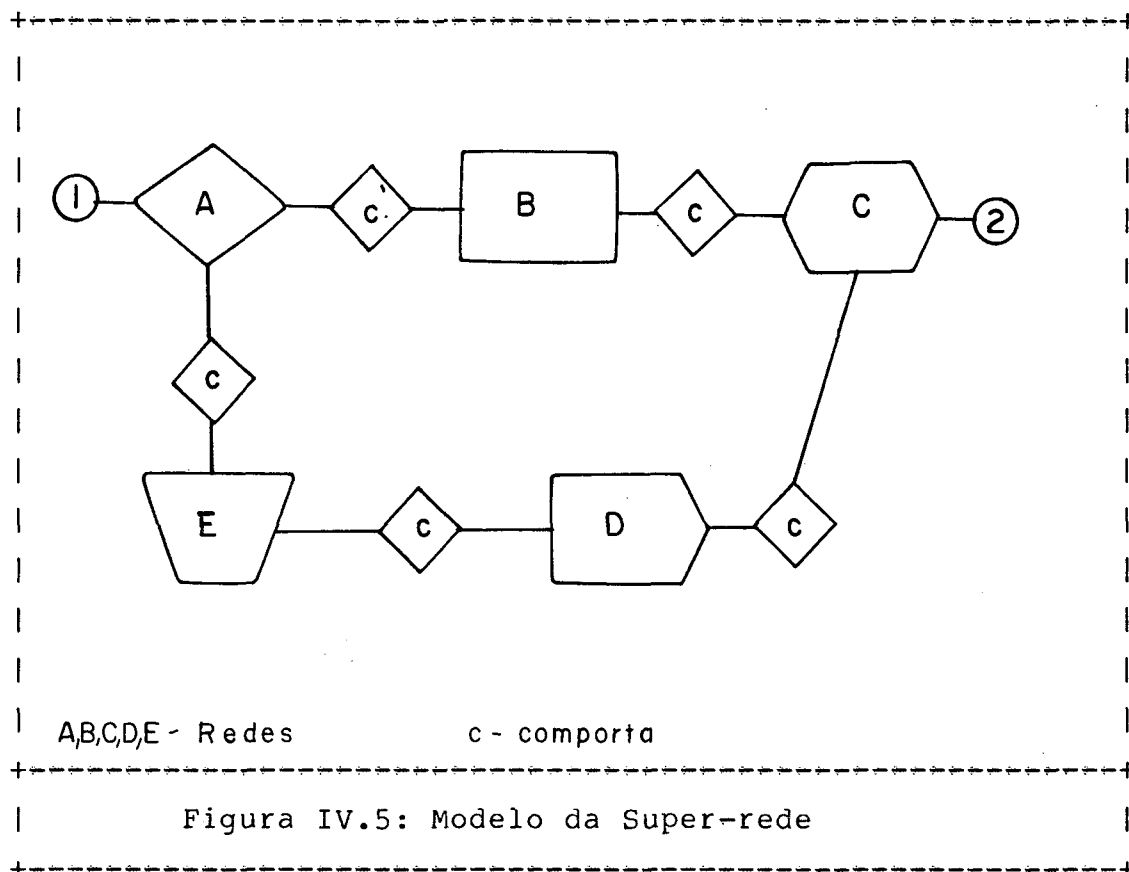 1 A c B c C 2
c
E c D c
A,B,C,D,E - Redes c - comporta
Figura IV.5: Modelo da Super-rede